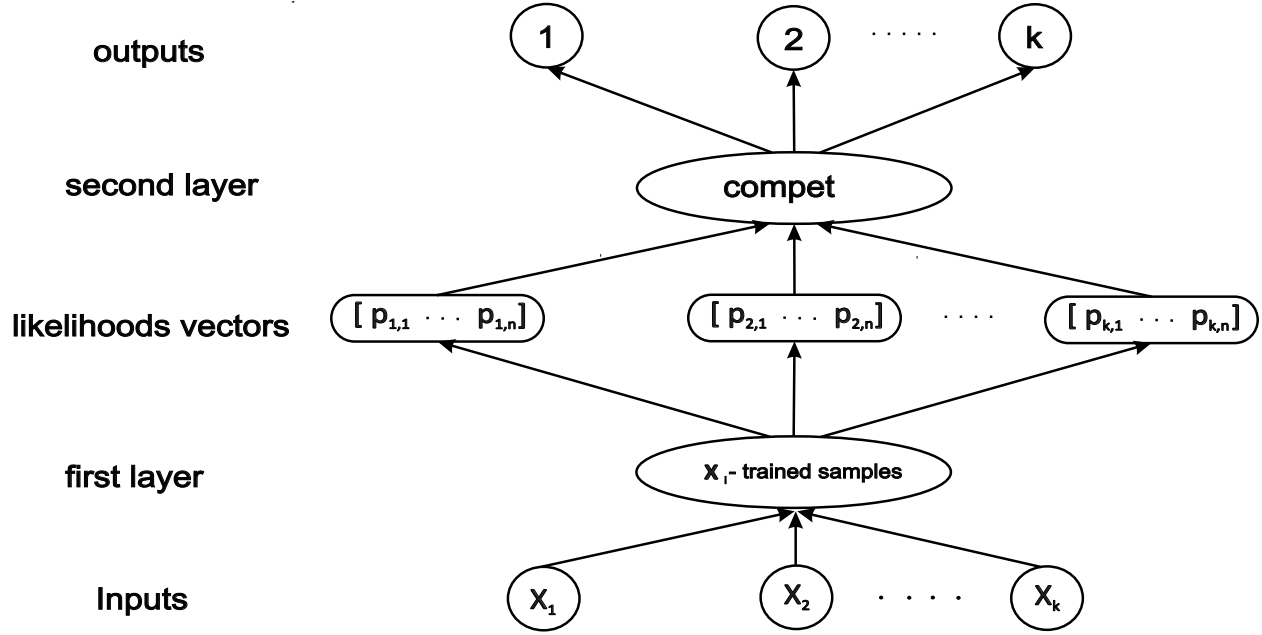 outputs 1 2 . . . . . k
second layer compet
likelihoods vectors [ p1,1 . . . p1,n] [ p2,1 . . . p2,n] . . . . [ pk,1 . . . pk,n]
first layer X I - trained samples
Inputs X1 X2 . . . . Xk